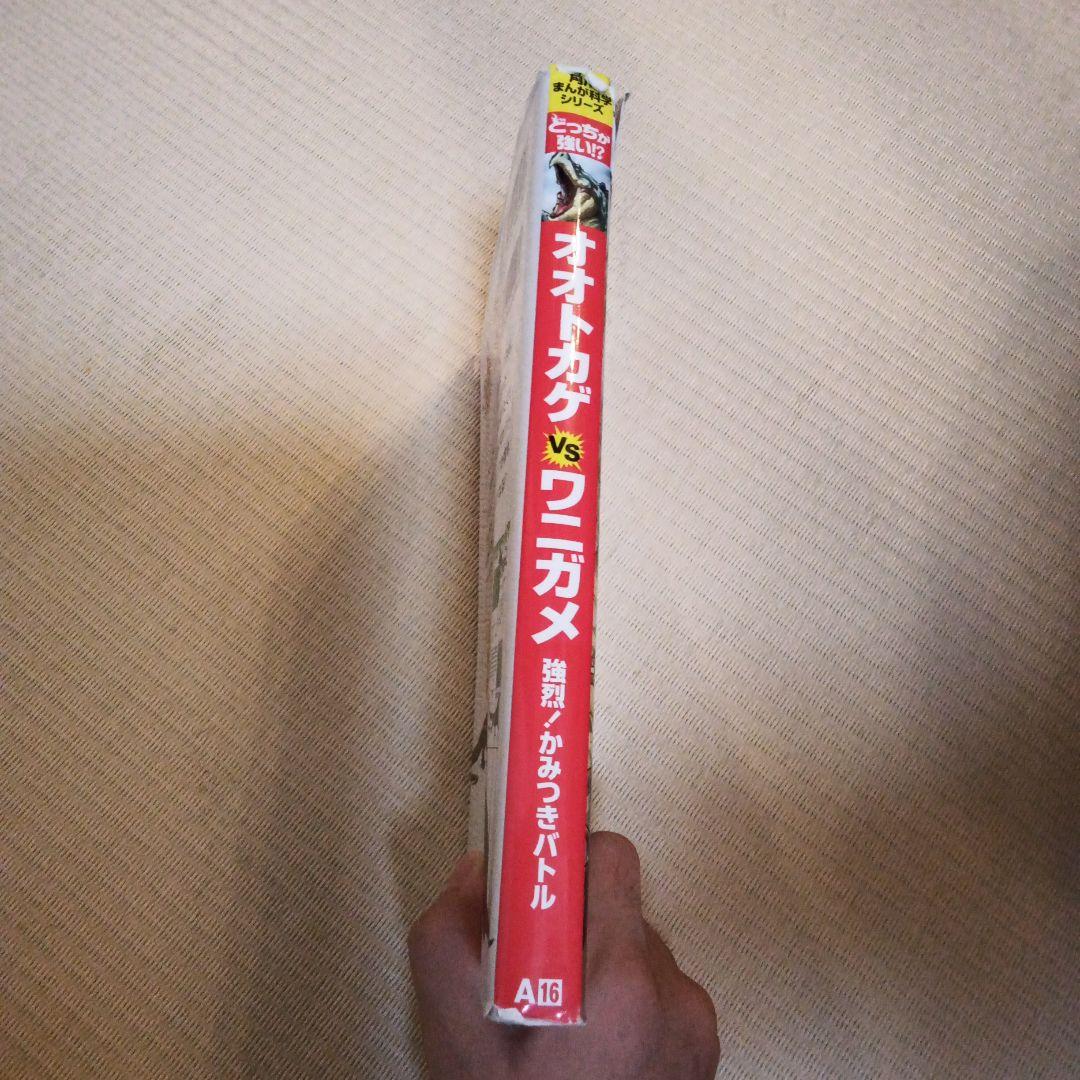 まんが科学
シリーズ
どっちが
強い!?
オオトカゲ
VS
ワニガメ
強烈!かみつきバトル
A16